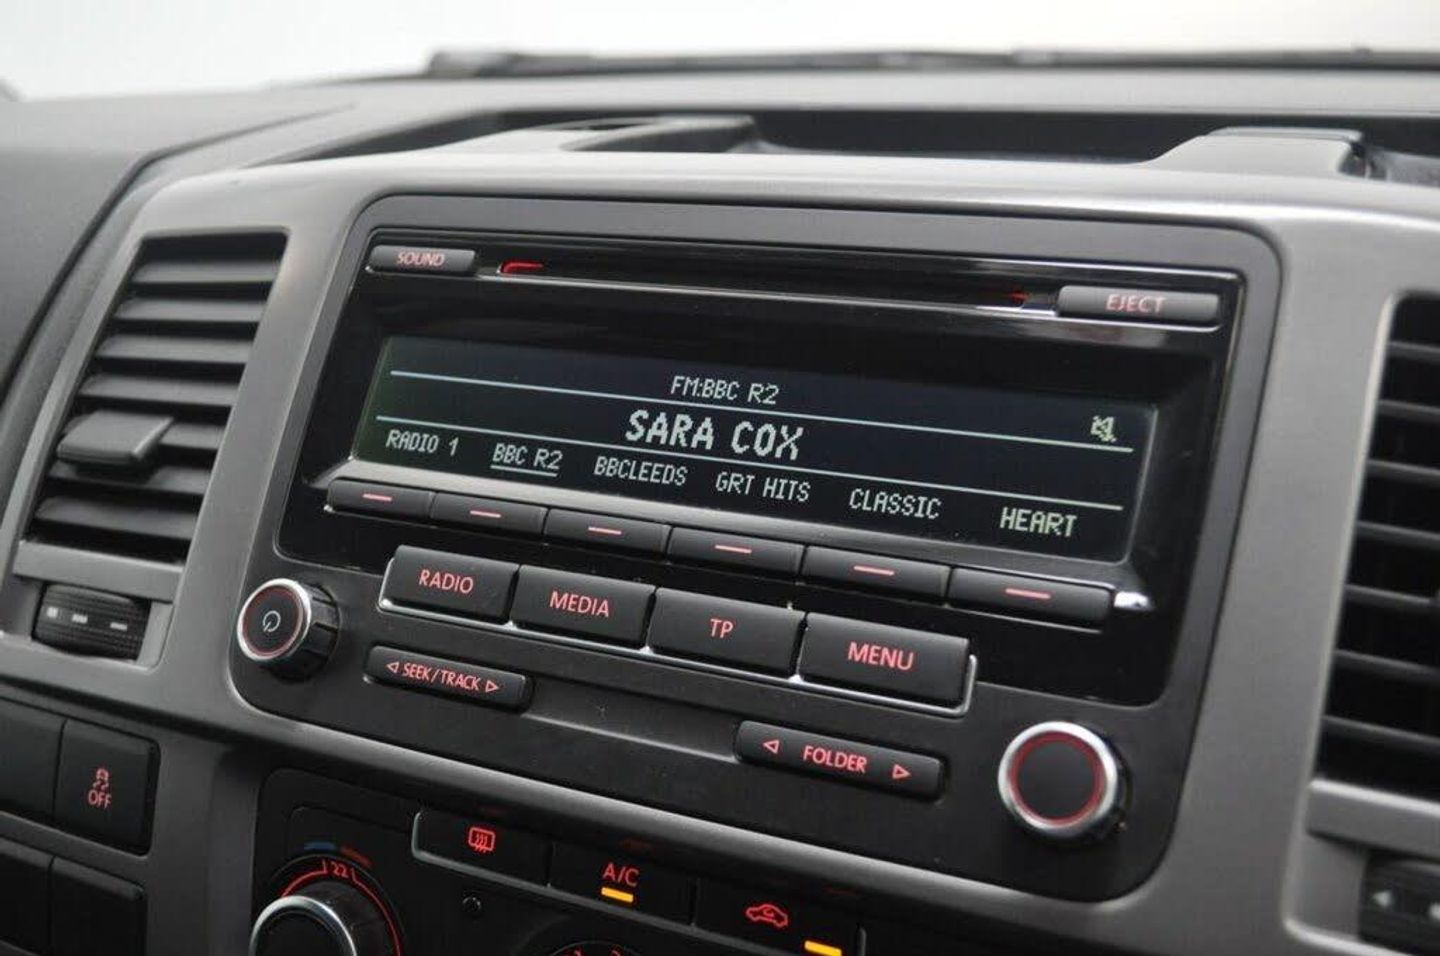 SOUND
EJECT
FM:BBC R2
SARA COX
RADIO 1 BBC R2 BBCLEEDS GRT HITS CLASSIC HEART
RADIO MEDIA TP MENU
SEEK/TRACK
FOLDER
OFF
22
A/C